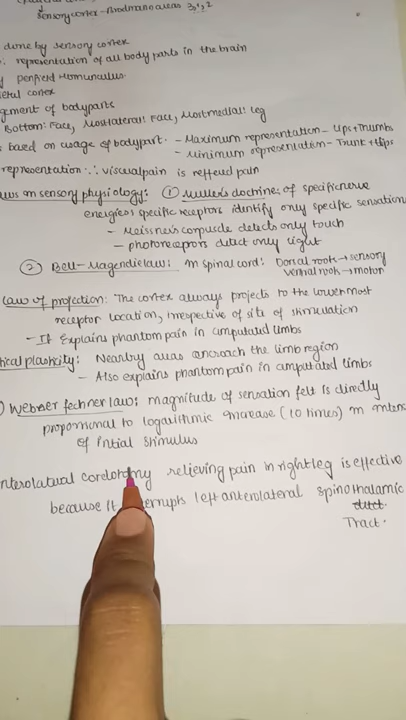 sensory cortex - Brodmann areas 3,1,2
done by sensory cortex
: representation of all body parts in the brain
Penfield Homunculus.
cortex
gement of bodyparts
Bottom: Face, Mostlateral: Face, Mostmedial: leg
s based on usage of bodypart. - Maximum representation - Lips + Thumbs
- Minimum representation - Trunk + Hips
representation ∴ visceral pain is reffered pain
laws on sensory physiology: ① Muller's doctrine of specific nerve
energies: specific receptors identify only specific sensation
- Meissner's corpuscle detects only touch
- photoreceptors detect only light
② Bell-Magendie law: In spinal cord: Dorsal root → sensory
Ventral root → motor
Law of projection: The cortex always projects to the lowermost
receptor location, irrespective of site of stimulation
- It Explains phantom pain in amputated limbs
tical plasticity: Nearby areas encroach the limb region
- Also explains phantom pain in amputated limbs
) Webner fechner law: magnitude of sensation felt is directly
proportional to logarithmic increase (10 times) in inten
of initial stimulus
nterolateral cordotomy relieving pain in right leg is effective
because it terrupts left anterolateral spinothalamic
duct.
Tract.